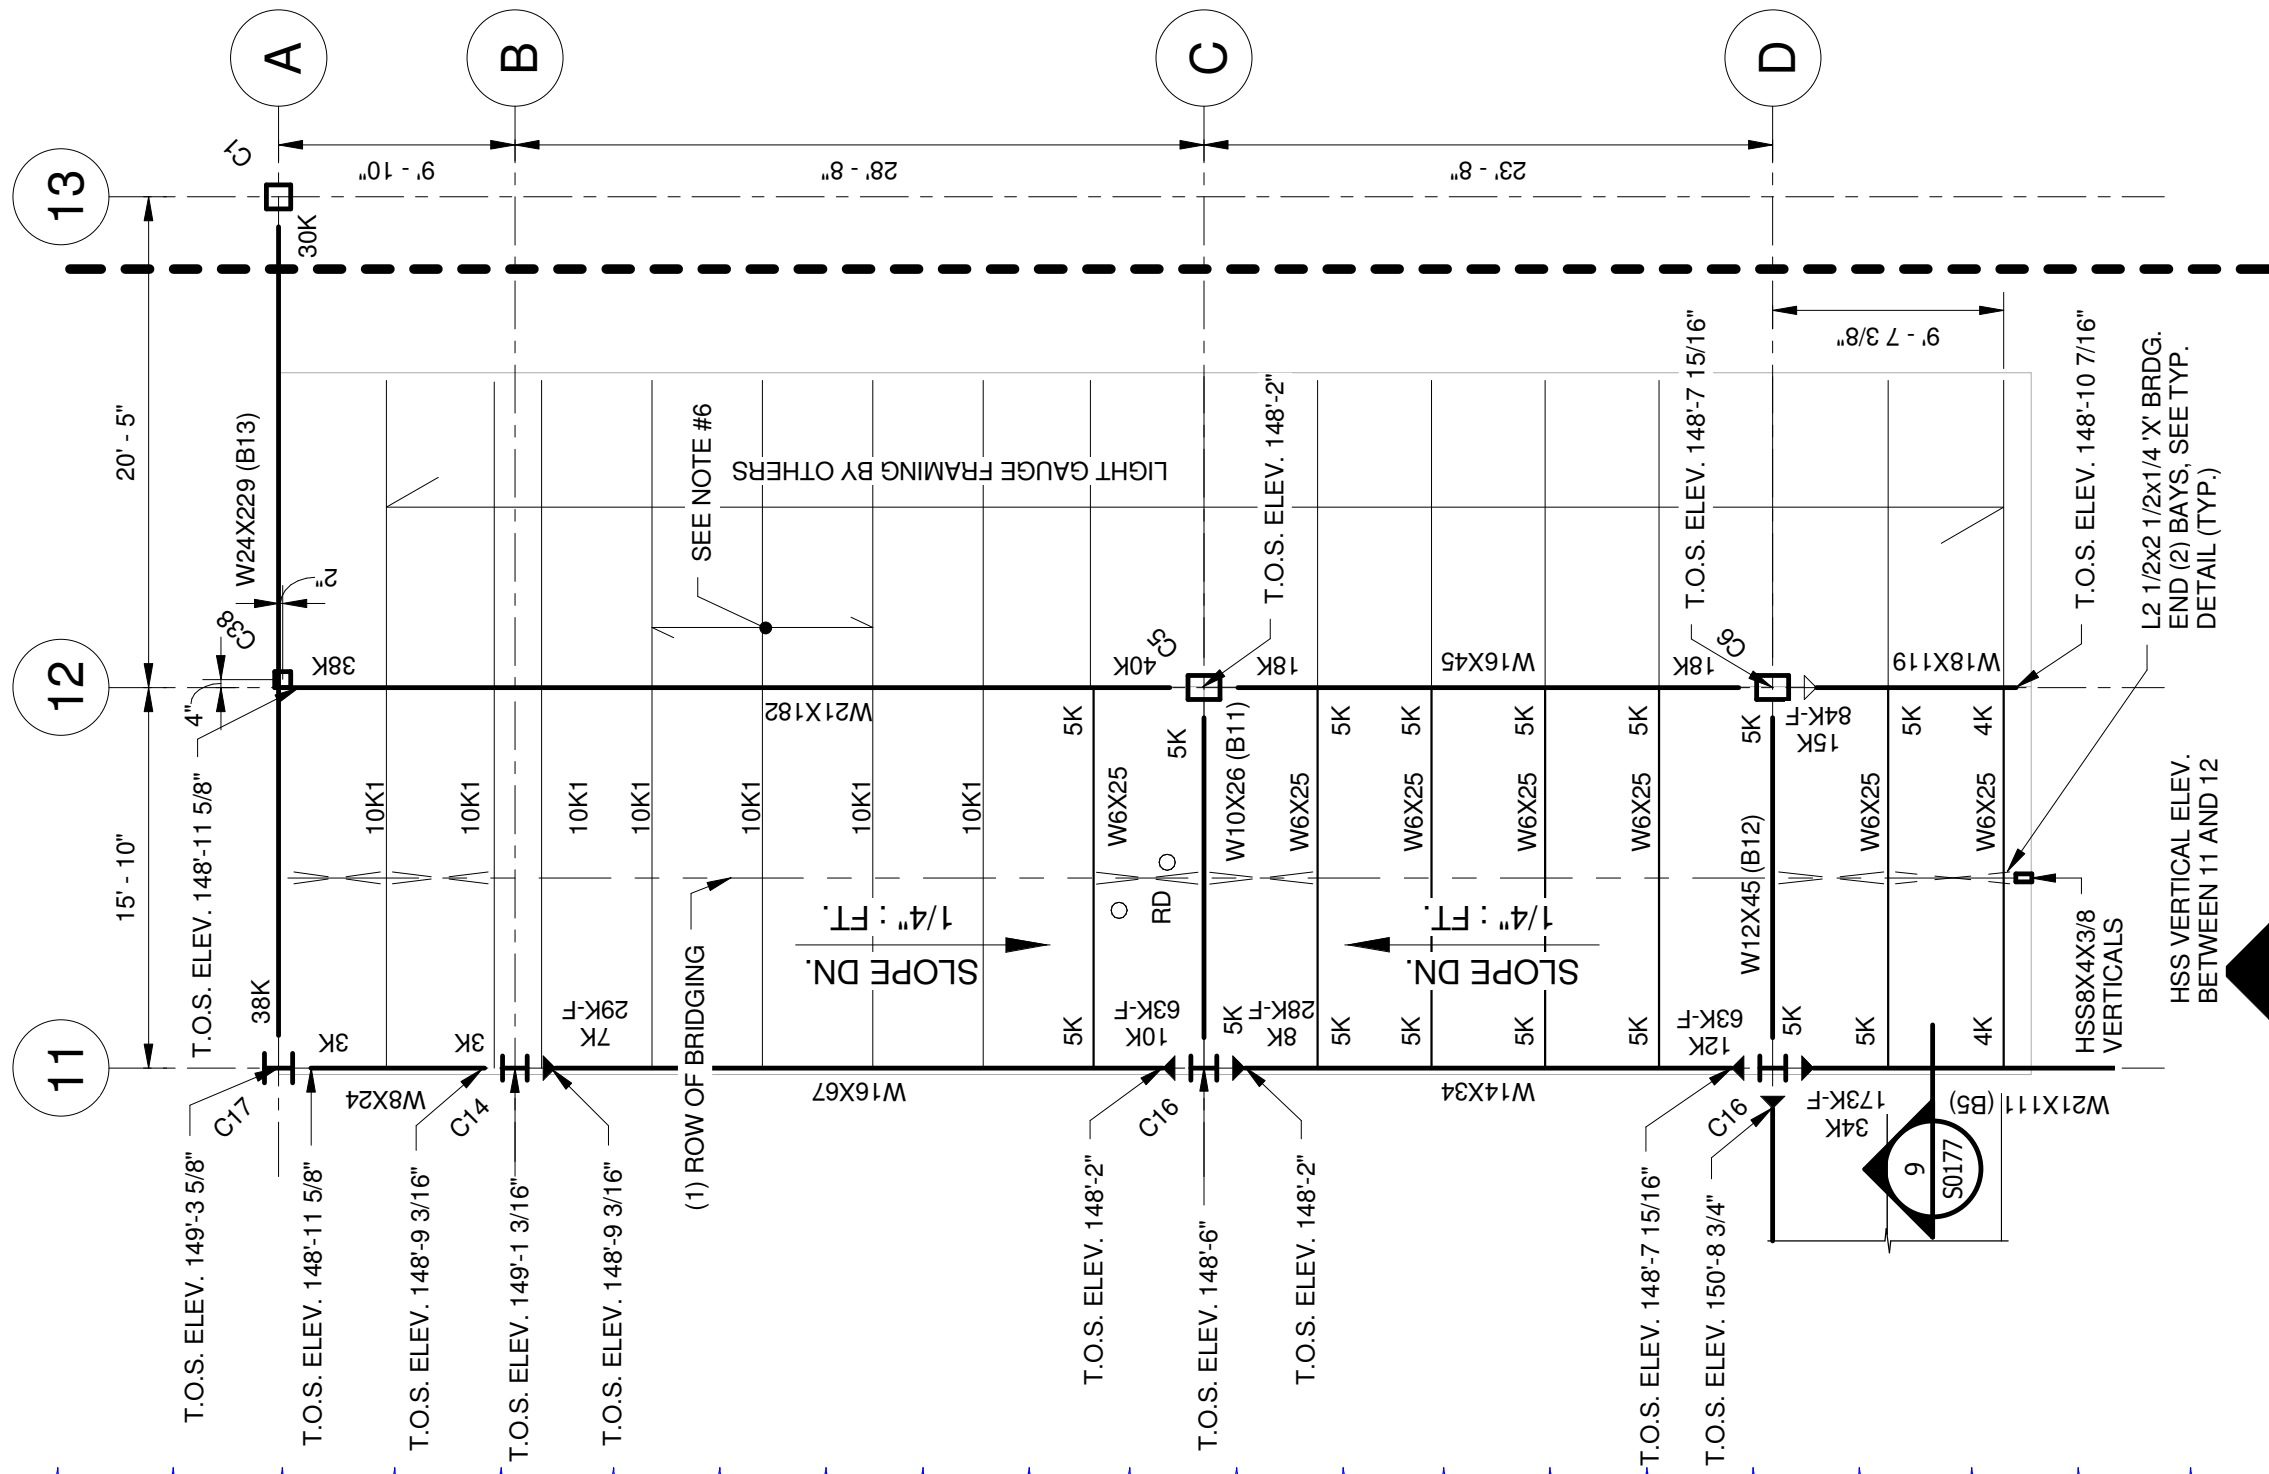 A
B
C
D
13
12
11
C1
9' - 10"
28' - 8"
23' - 8"
9' - 7 3/8"
20' - 5"
15' - 10"
30K
W24X229 (B13)
2"
C38
4"
38K
T.O.S. ELEV. 148'-11 5/8"
W21X182
SEE NOTE #6
LIGHT GAUGE FRAMING BY OTHERS
40K
C5
T.O.S. ELEV. 148'-2"
18K
W16X45
18K
C6
T.O.S. ELEV. 148'-7 15/16"
W18X119
T.O.S. ELEV. 148'-10 7/16"
L2 1/2x2 1/2x1/4 'X' BRDG.
END (2) BAYS, SEE TYP.
DETAIL (TYP.)
10K1
10K1
10K1
10K1
10K1
10K1
10K1
5K
W6X25
5K
5K
W10X26 (B11)
5K
5K
W6X25
5K
5K
W6X25
5K
5K
W6X25
5K
5K
W6X25
5K
5K
W12X45 (B12)
5K
84K-F
15K
5K
W6X25
5K
4K
W6X25
4K
RD
(1) ROW OF BRIDGING
SLOPE DN.
1/4" : FT.
SLOPE DN.
1/4" : FT.
HSS8X4X3/8
VERTICALS
HSS VERTICAL ELEV.
BETWEEN 11 AND 12
38K
3K
W8X24
3K
29K-F
7K
W16X67
63K-F
10K
28K-F
8K
W14X34
63K-F
12K
173K-F
34K
W21X111 (B5)
9
S0177
C17
C14
C16
C16
T.O.S. ELEV. 149'-3 5/8"
T.O.S. ELEV. 148'-11 5/8"
T.O.S. ELEV. 148'-9 3/16"
T.O.S. ELEV. 149'-1 3/16"
T.O.S. ELEV. 148'-9 3/16"
T.O.S. ELEV. 148'-2"
T.O.S. ELEV. 148'-6"
T.O.S. ELEV. 148'-2"
T.O.S. ELEV. 148'-7 15/16"
T.O.S. ELEV. 150'-8 3/4"